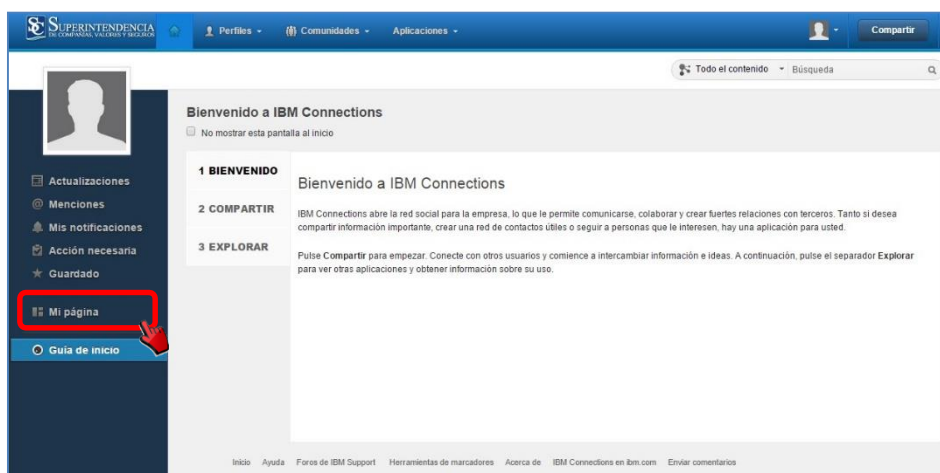 SUPERINTENDENCIA
DE COMPAÑÍAS, VALORES Y SEGUROS
Perfiles
Comunidades
Aplicaciones
Compartir
Todo el contenido
Búsqueda
Bienvenido a IBM Connections
No mostrar esta pantalla al inicio
Actualizaciones
Menciones
Mis notificaciones
Acción necesaria
Guardado
Mi página
Guía de inicio
1 BIENVENIDO
2 COMPARTIR
3 EXPLORAR
Bienvenido a IBM Connections
IBM Connections abre la red social para la empresa, lo que le permite comunicarse, colaborar y crear fuertes relaciones con terceros. Tanto si desea
compartir información importante, crear una red de contactos útiles o seguir a personas que le interesen, hay una aplicación para usted.
Pulse Compartir para empezar. Conecte con otros usuarios y comience a intercambiar información e ideas. A continuación, pulse el separador Explorar
para ver otras aplicaciones y obtener información sobre su uso.
Inicio Ayuda Foros de IBM Support Herramientas de marcadores Acerca de IBM Connections en ibm.com Enviar comentarios